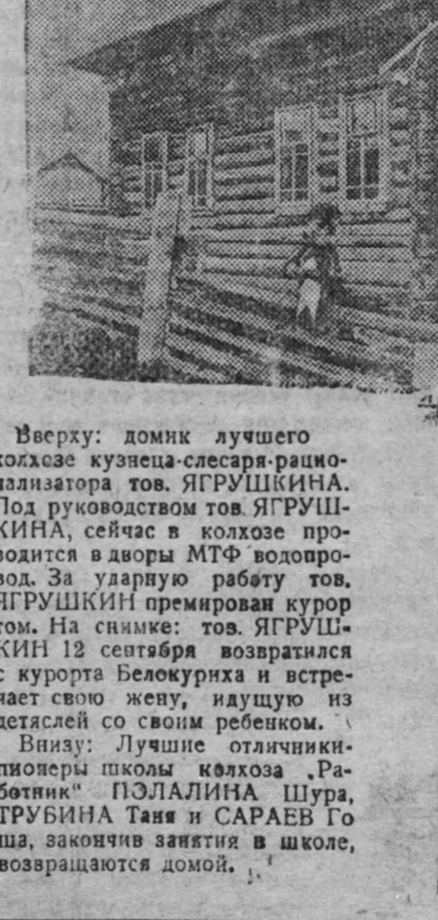 Вверху: домик лучшего
колхозе кузнеца-слесаря-рацио-
нализатора тов. ЯГРУШКИНА.
Под руководством тов. ЯГРУШ-
КИНА, сейчас в колхозе про-
водится в дворы МТФ водопро-
вод. За ударную работу тов.
ЯГРУШКИН премирован курор
том. На снимке: тов. ЯГРУШ-
КИН 12 сентября возвратился
с курорта Белокуриха и встре-
чает свою жену, идущую из
детяслей со своим ребенком.
Внизу: Лучшие отличники-
пионеры школы колхоза „Ра-
ботник" ПОЛАЛИНА Шура,
ТРУБИНА Таня и САРАЕВ Го
ша, закончив занятия в школе,
возвращаются домой.